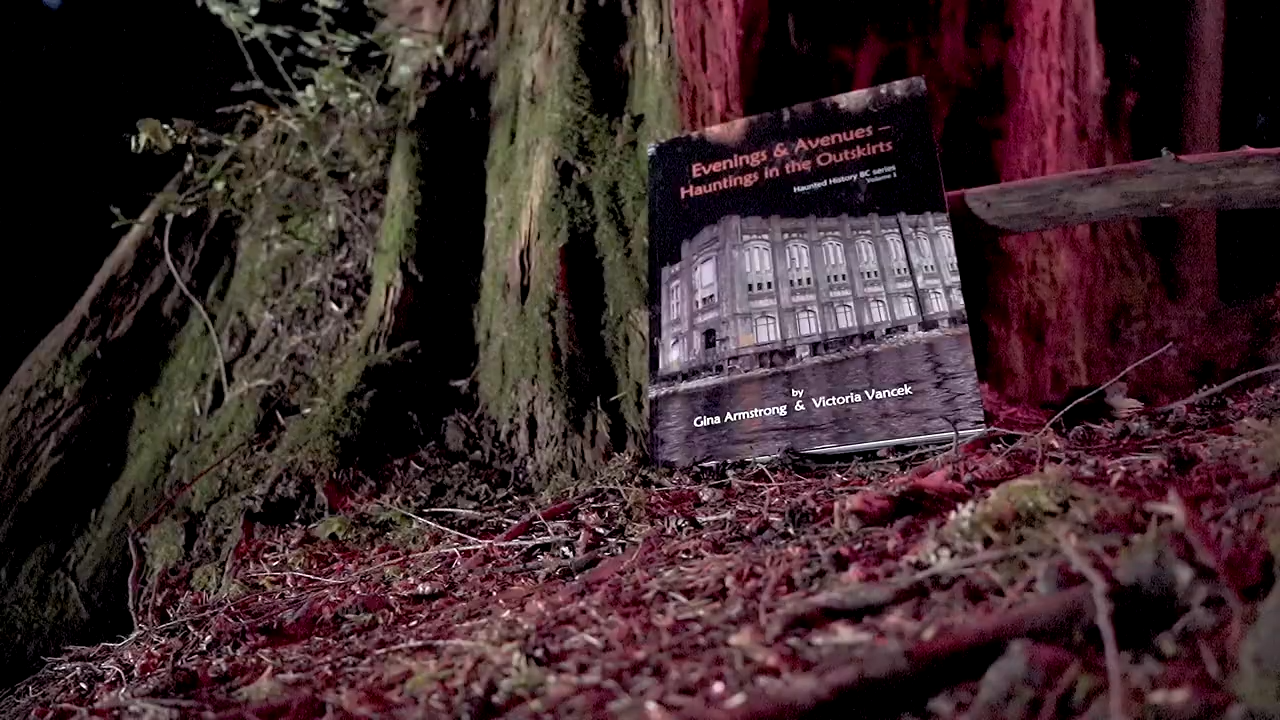 Evenings & Avenues –
Hauntings in the Outskirts
Haunted History BC series
Volume 1
by
Gina Armstrong & Victoria Vancek